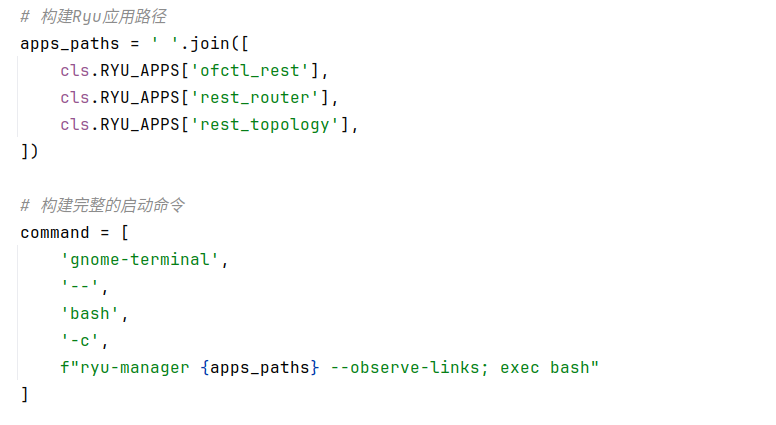 # 构建Ryu应用路径
apps_paths = ' '.join([
    cls.RYU_APPS['ofctl_rest'],
    cls.RYU_APPS['rest_router'],
    cls.RYU_APPS['rest_topology'],
])

# 构建完整的启动命令
command = [
    'gnome-terminal',
    '--',
    'bash',
    '-c',
    f"ryu-manager {apps_paths} --observe-links; exec bash"
]